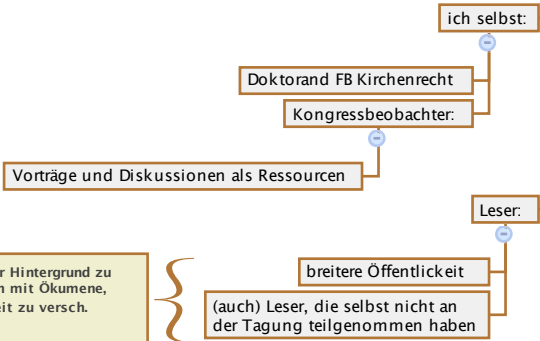 ich selbst:
Doktorand FB Kirchenrecht
Kongressbeobachter:
Vorträge und Diskussionen als Ressourcen
Leser:
breitere Öffentlickeit
(auch) Leser, die selbst nicht an
der Tagung teilgenommen haben
Hintergrund zu
mit Ökumene,
zu versch.